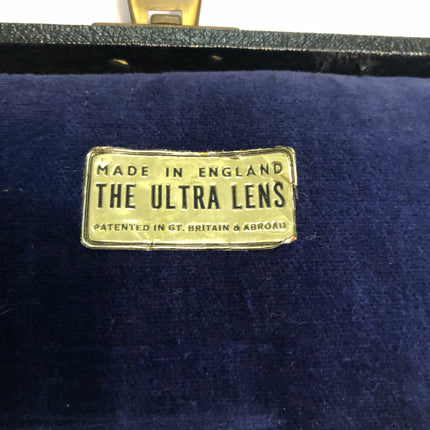 MADE IN ENGLAND
THE ULTRA LENS
PATENTED IN GT. BRITAIN & ABROAD